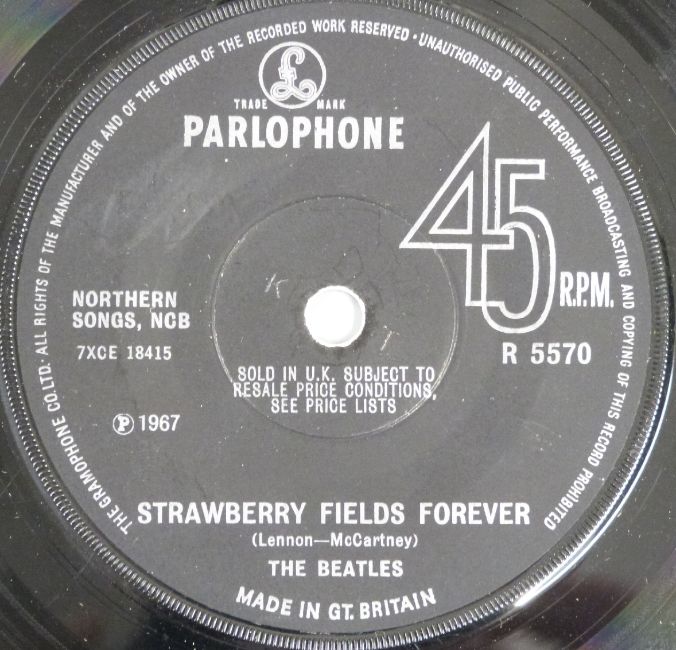 THE GRAMOPHONE CO. LTD. · ALL RIGHTS OF THE MANUFACTURER AND OF THE OWNER OF THE RECORDED WORK RESERVED · UNAUTHORISED PUBLIC PERFORMANCE BROADCASTING AND COPYING OF THIS RECORD PROHIBITED
£
TRADE MARK
PARLOPHONE
45
R.P.M.
NORTHERN
SONGS, NCB
7XCE 18415
R 5570
SOLD IN U.K. SUBJECT TO
RESALE PRICE CONDITIONS,
SEE PRICE LISTS
Ⓟ 1967
STRAWBERRY FIELDS FOREVER
(Lennon—McCartney)
THE BEATLES
MADE IN GT. BRITAIN